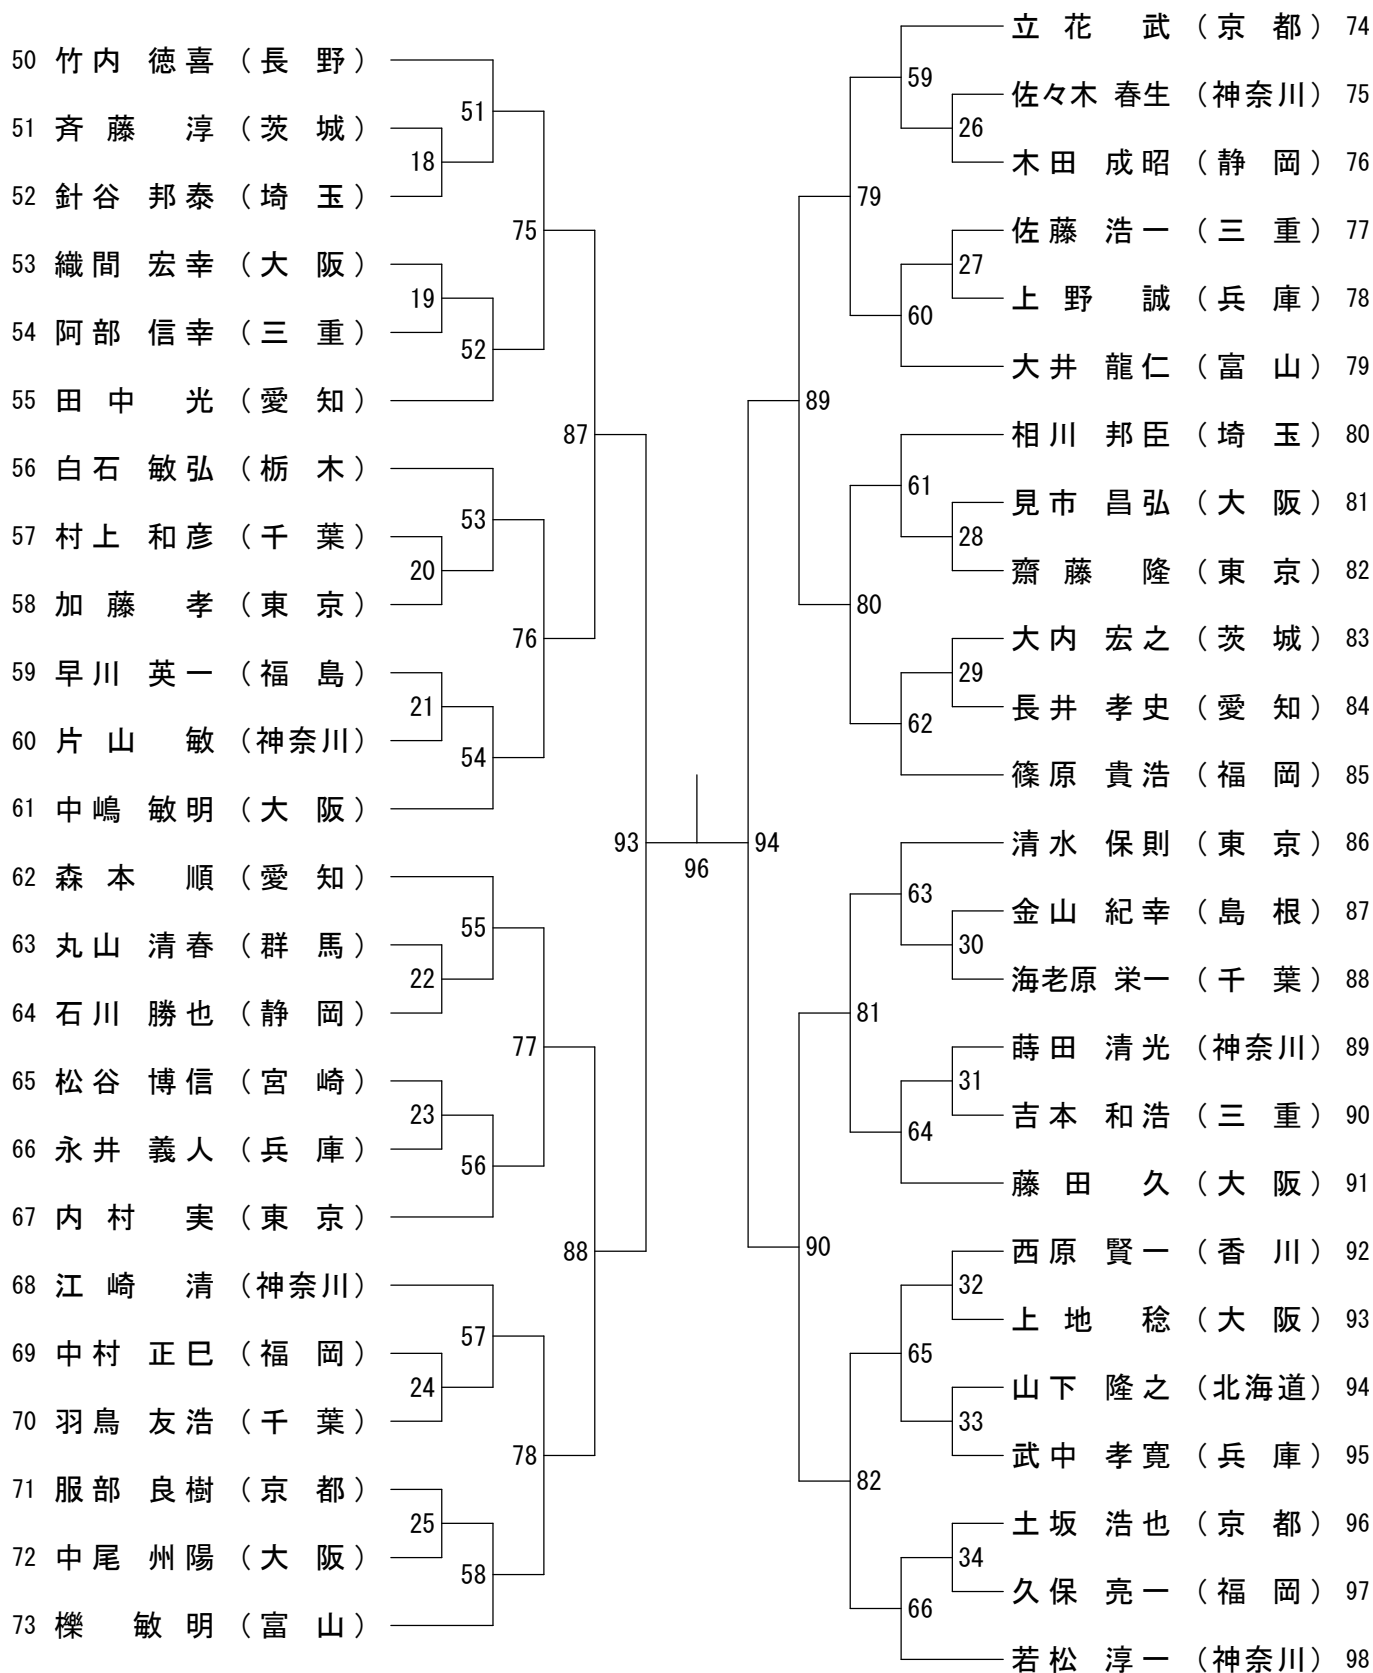 50 竹内 徳喜 (長 野)
51 斉藤 淳 (茨 城)
52 針谷 邦泰 (埼 玉)
53 織間 宏幸 (大 阪)
54 阿部 信幸 (三 重)
55 田中 光 (愛 知)
56 白石 敏弘 (栃 木)
57 村上 和彦 (千 葉)
58 加藤 孝 (東 京)
59 早川 英一 (福 島)
60 片山 敏 (神奈川)
61 中嶋 敏明 (大 阪)
62 森本 順 (愛 知)
63 丸山 清春 (群 馬)
64 石川 勝也 (静 岡)
65 松谷 博信 (宮 崎)
66 永井 義人 (兵 庫)
67 内村 実 (東 京)
68 江崎 清 (神奈川)
69 中村 正巳 (福 岡)
70 羽鳥 友浩 (千 葉)
71 服部 良樹 (京 都)
72 中尾 州陽 (大 阪)
73 櫟 敏明 (富 山)
18
19
20
21
22
23
24
25
51
52
53
54
55
56
57
58
75
76
77
78
87
88
93
96
94
89
90
79
80
81
82
59
60
61
62
63
64
65
66
26
27
28
29
30
31
32
33
34
立花 武 (京 都) 74
佐々木 春生 (神奈川) 75
木田 成昭 (静 岡) 76
佐藤 浩一 (三 重) 77
上野 誠 (兵 庫) 78
大井 龍仁 (富 山) 79
相川 邦臣 (埼 玉) 80
見市 昌弘 (大 阪) 81
齋藤 隆 (東 京) 82
大内 宏之 (茨 城) 83
長井 孝史 (愛 知) 84
篠原 貴浩 (福 岡) 85
清水 保則 (東 京) 86
金山 紀幸 (島 根) 87
海老原 栄一 (千 葉) 88
蒔田 清光 (神奈川) 89
吉本 和浩 (三 重) 90
藤田 久 (大 阪) 91
西原 賢一 (香 川) 92
上地 稔 (大 阪) 93
山下 隆之 (北海道) 94
武中 孝寛 (兵 庫) 95
土坂 浩也 (京 都) 96
久保 亮一 (福 岡) 97
若松 淳一 (神奈川) 98